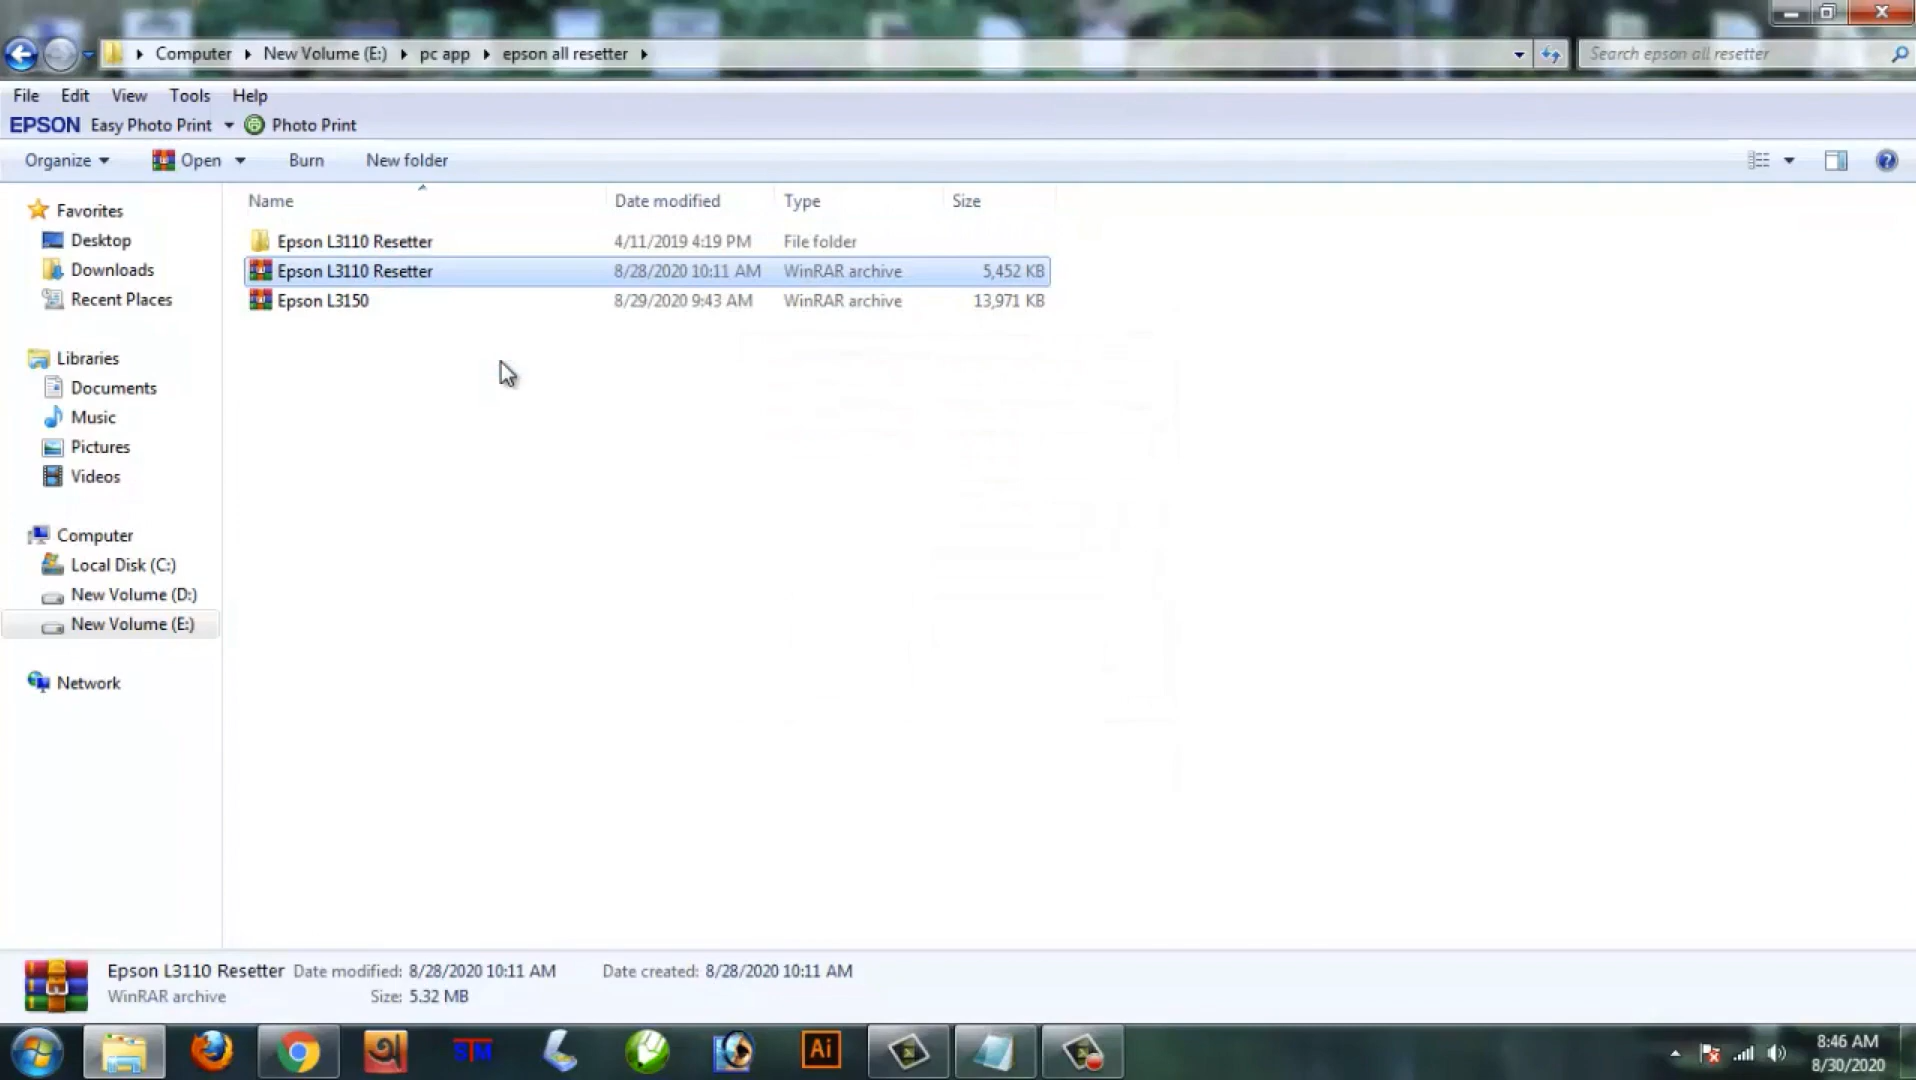 Computer New Volume (E:) pc app epson all resetter Search epson all resetter
File Edit View Tools Help
EPSON Easy Photo Print Photo Print
Organize Open Burn New folder
Name Date modified Type Size
Favorites
Desktop
Downloads
Recent Places
Libraries
Documents
Music
Pictures
Videos
Computer
Local Disk (C:)
New Volume (D:)
New Volume (E:)
Network
Epson L3110 Resetter 4/11/2019 4:19 PM File folder
Epson L3110 Resetter 8/28/2020 10:11 AM WinRAR archive 5,452 KB
Epson L3150 8/29/2020 9:43 AM WinRAR archive 13,971 KB
Epson L3110 Resetter Date modified: 8/28/2020 10:11 AM Date created: 8/28/2020 10:11 AM
WinRAR archive Size: 5.32 MB
অ STM Ai
8:46 AM
8/30/2020